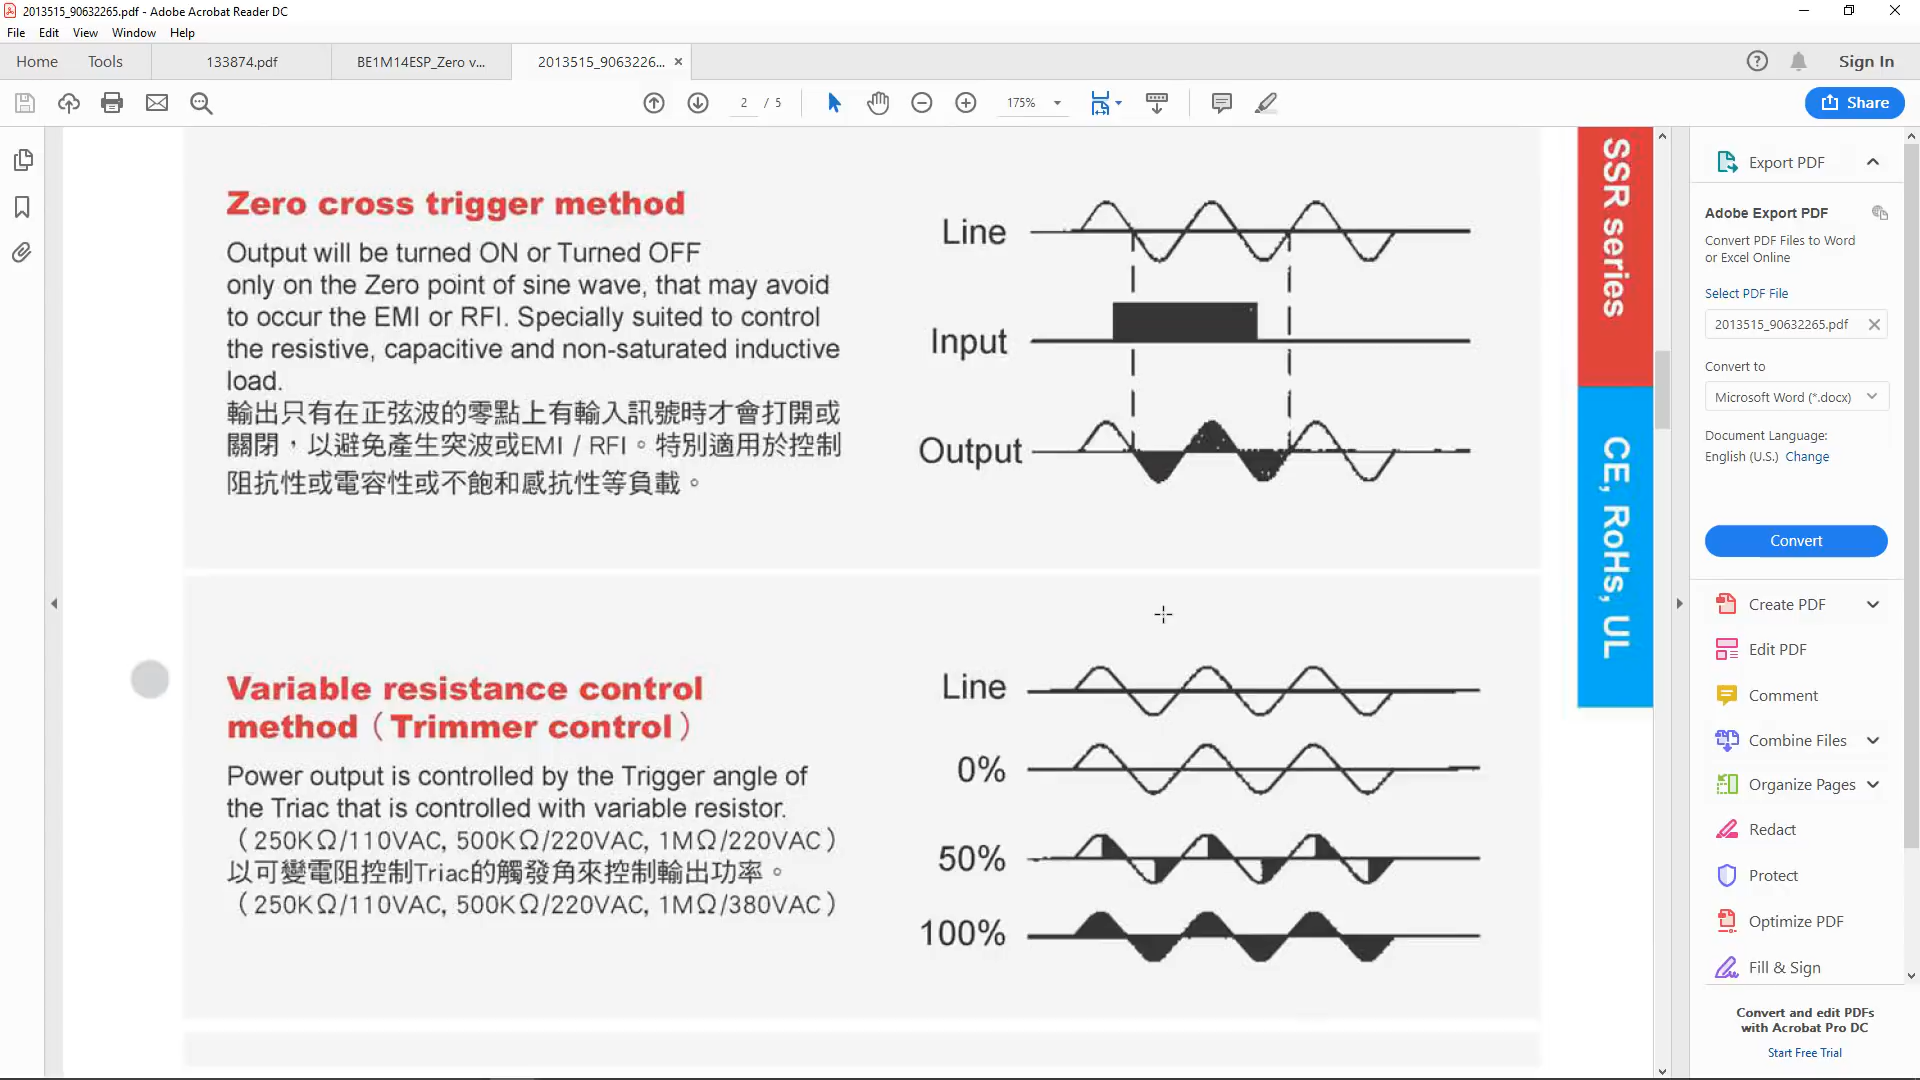 2013515_90632265.pdf - Adobe Acrobat Reader DC
File Edit View Window Help
Home Tools 133874.pdf BE1M14ESP_Zero v... 2013515_9063226... × Sign In
2 / 5 175% Share
Zero cross trigger method
Output will be turned ON or Turned OFF
only on the Zero point of sine wave, that may avoid
to occur the EMI or RFI. Specially suited to control
the resistive, capacitive and non-saturated inductive
load.
輸出只有在正弦波的零點上有輸入訊號時才會打開或
關閉，以避免產生突波或EMI / RFI。特別適用於控制
阻抗性或電容性或不飽和感抗性等負載。
Line
Input
Output
Variable resistance control
method（Trimmer control）
Power output is controlled by the Trigger angle of
the Triac that is controlled with variable resistor.
（250KΩ/110VAC, 500KΩ/220VAC, 1MΩ/220VAC）
以可變電阻控制Triac的觸發角來控制輸出功率。
（250KΩ/110VAC, 500KΩ/220VAC, 1MΩ/380VAC）
Line
0%
50%
100%
SSR series
CE, RoHs, UL
Export PDF
Adobe Export PDF
Convert PDF Files to Word
or Excel Online
Select PDF File
2013515_90632265.pdf
Convert to
Microsoft Word (*.docx)
Document Language:
English (U.S.) Change
Convert
Create PDF
Edit PDF
Comment
Combine Files
Organize Pages
Redact
Protect
Optimize PDF
Fill & Sign
Convert and edit PDFs
with Acrobat Pro DC
Start Free Trial